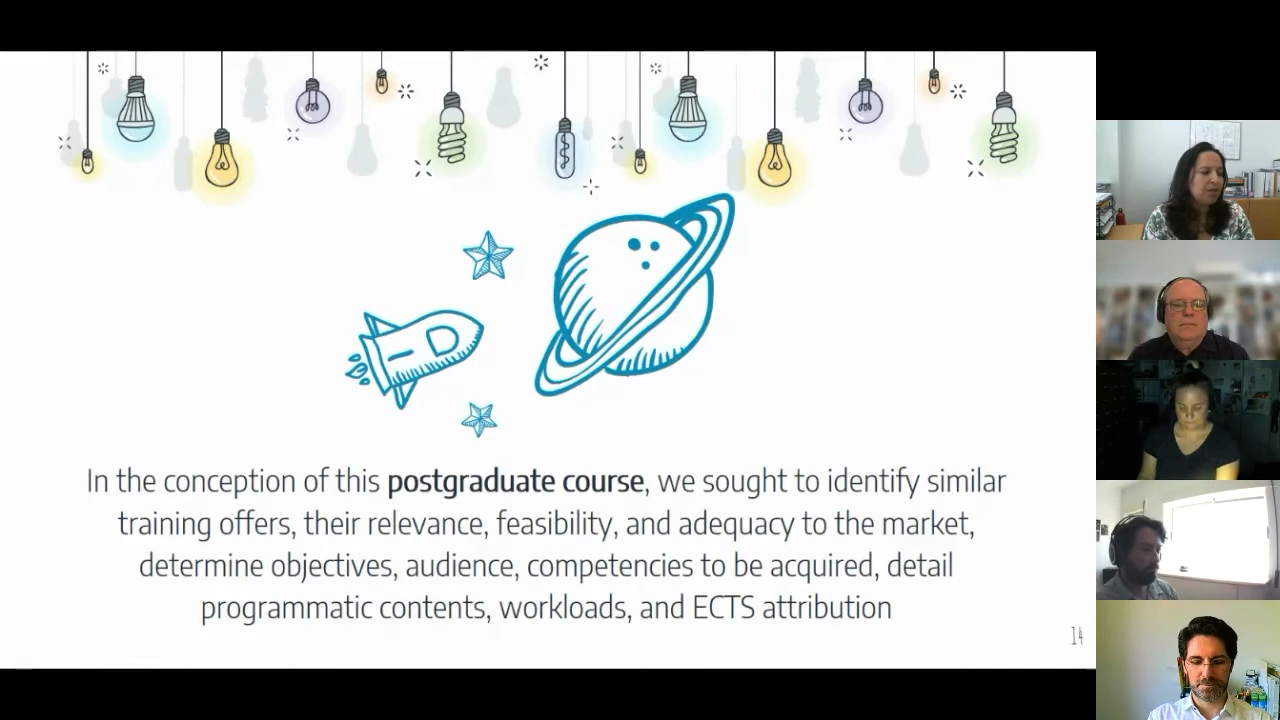 In the conception of this postgraduate course, we sought to identify similar
training offers, their relevance, feasibility, and adequacy to the market,
determine objectives, audience, competencies to be acquired, detail
programmatic contents, workloads, and ECTS attribution
14